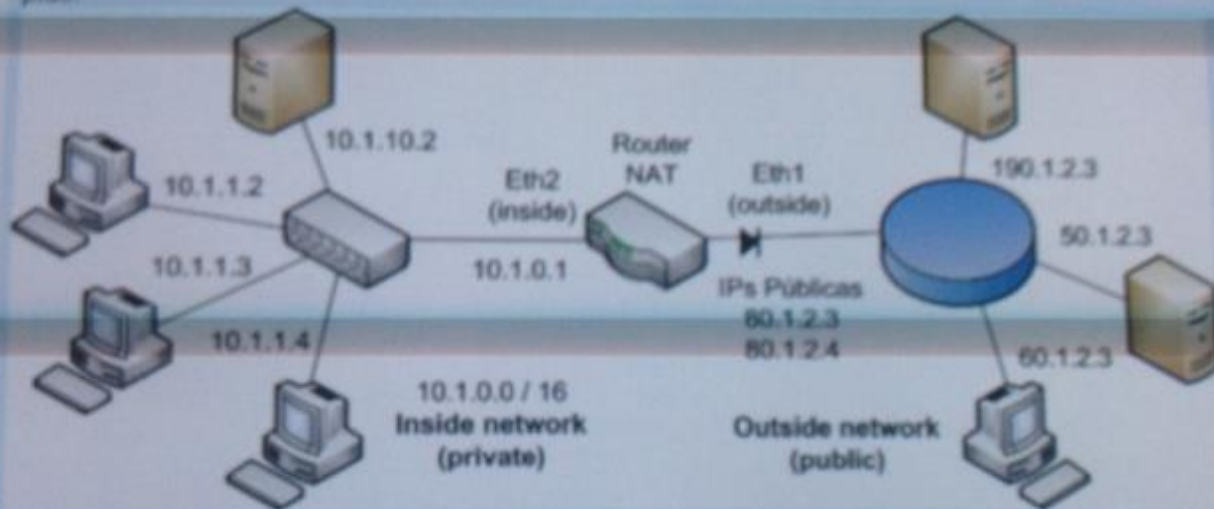 10.1.10.2
10.1.1.2
10.1.1.3
10.1.1.4
Eth2
(inside)
10.1.0.1
Router
NAT
Eth1
(outside)
IPs Públicas
80.1.2.3
80.1.2.4
190.1.2.3
50.1.2.3
60.1.2.3
10.1.0.0 / 16
Inside network
(private)
Outside network
(public)